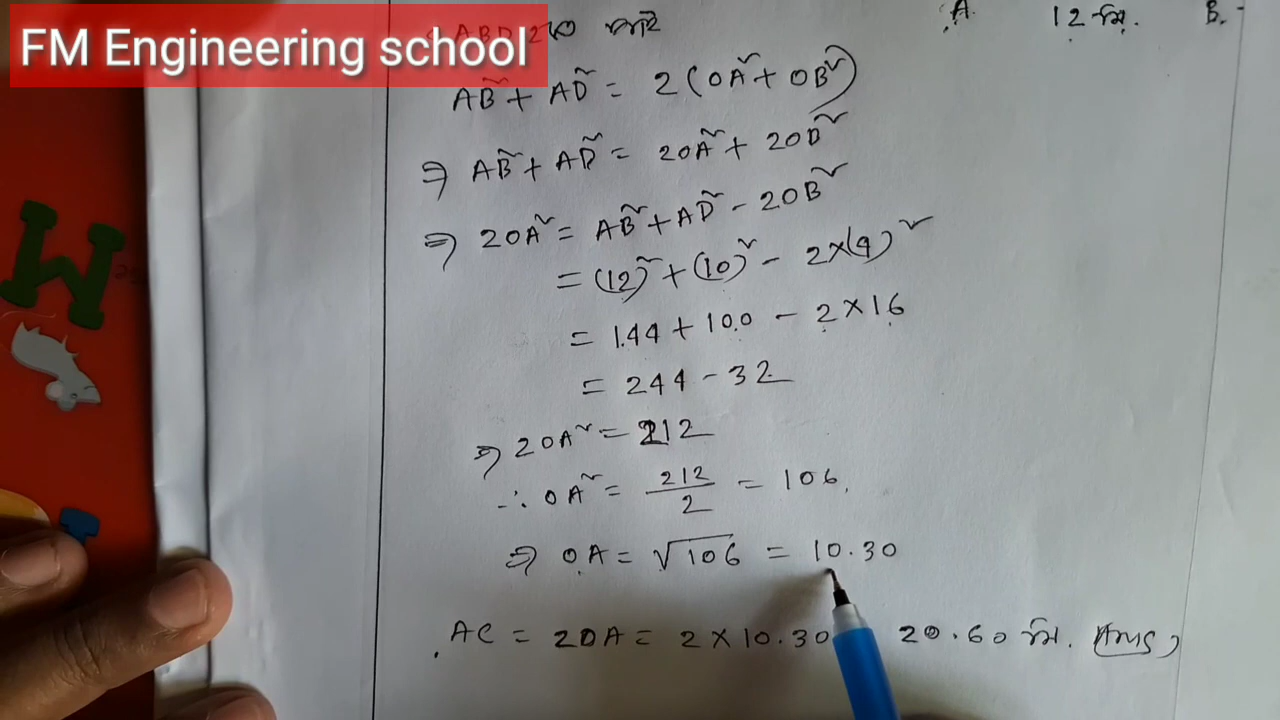 FM Engineering school
A. 12 মি. B.
ABD হতে পাই
AB² + AD² = 2(OA² + OB²)
⇒ AB² + AD² = 2OA² + 2OB²
⇒ 2OA² = AB² + AD² - 2OB²
= (12)² + (10)² - 2×(4)²
= 144 + 100 - 2×16
= 244 - 32
⇒ 2OA² = 212
∴ OA² = 212/2 = 106.
⇒ OA = √106 = 10.30
AC = 2OA = 2×10.30 20.60 মি. (Ans)